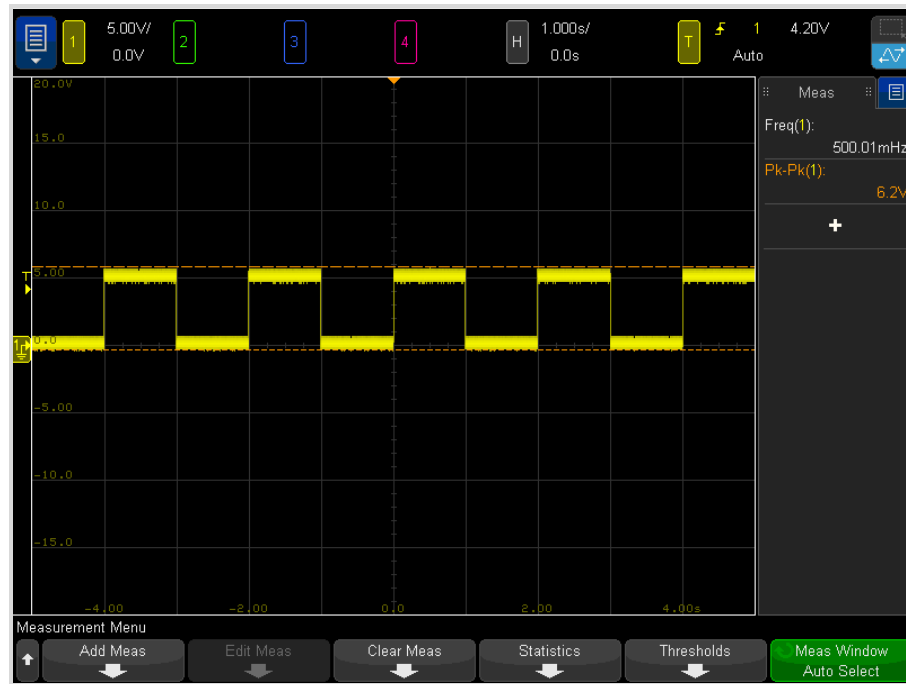 1 5.00V/ 2 3 4 H 1.000s/ T 1 4.20V
0.0V 0.0s Auto
20.0V
15.0
10.0
T 5.00
1 0.0
-5.00
-10.0
-15.0
-4.00 -2.00 0.0 2.00 4.00s
Meas
Freq(1):
500.01mHz
Pk-Pk(1):
6.2V
+
Measurement Menu
Add Meas Edit Meas Clear Meas Statistics Thresholds Meas Window
Auto Select